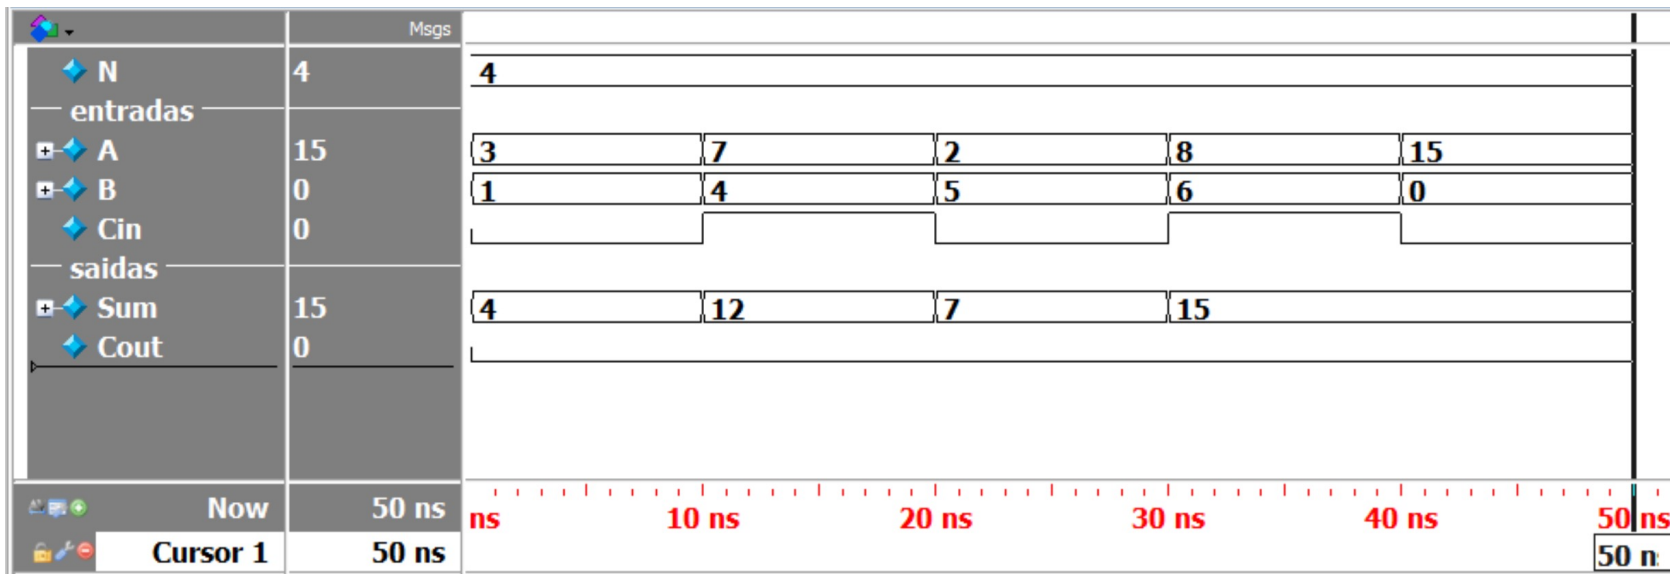 Msgs
N 4 4
entradas
A 15 3 7 2 8 15
B 0 1 4 5 6 0
Cin 0
saidas
Sum 15 4 12 7 15
Cout 0
Now 50 ns ns 10 ns 20 ns 30 ns 40 ns 50 ns
Cursor 1 50 ns 50 n